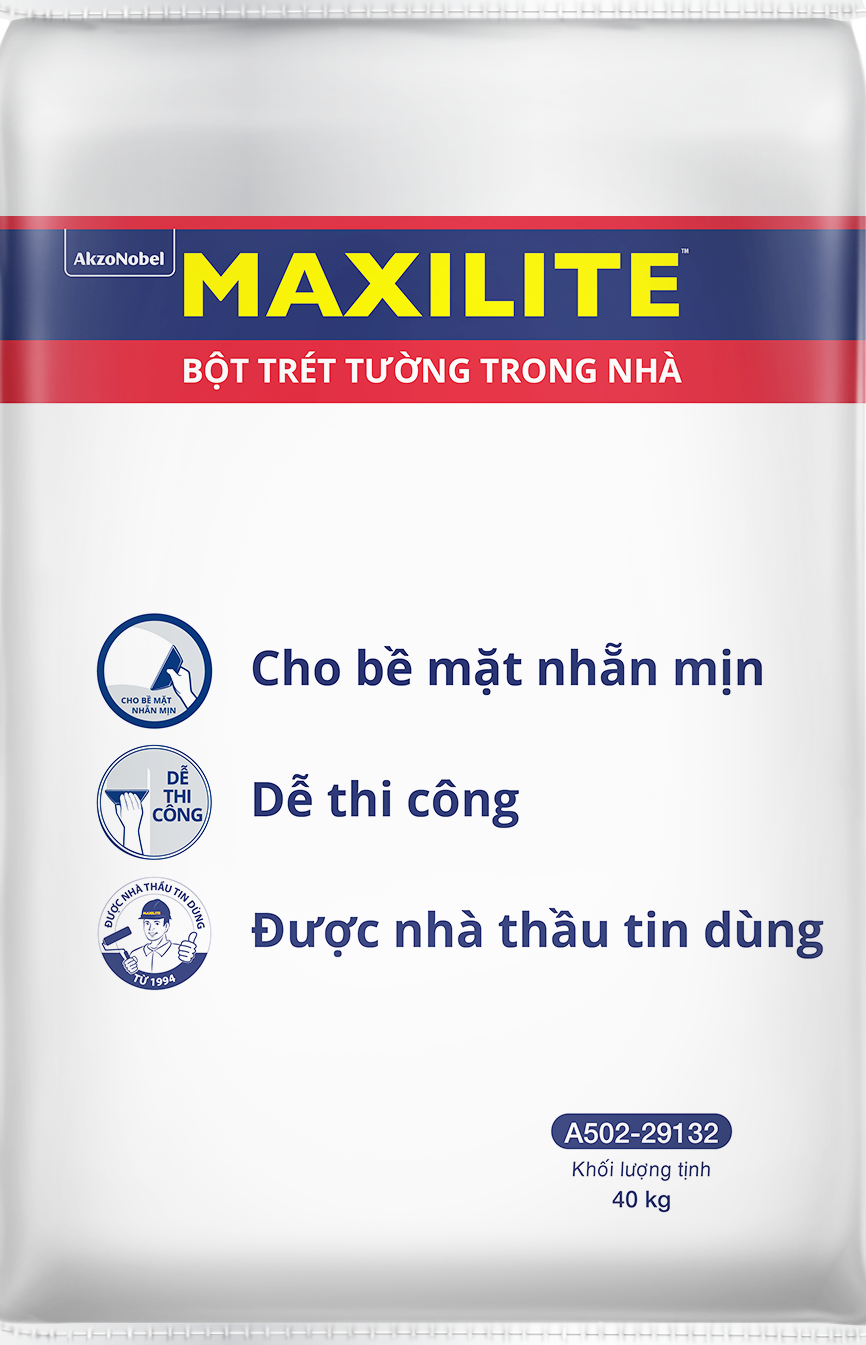 AkzoNobel
MAXILITE™
BỘT TRÉT TƯỜNG TRONG NHÀ
CHO BỀ MẶT
NHẴN MỊN
Cho bề mặt nhẵn mịn
DỄ
THI
CÔNG
Dễ thi công
ĐƯỢC NHÀ THẦU TIN DÙNG
MAXILITE
TỪ 1994
Được nhà thầu tin dùng
A502-29132
Khối lượng tịnh
40 kg